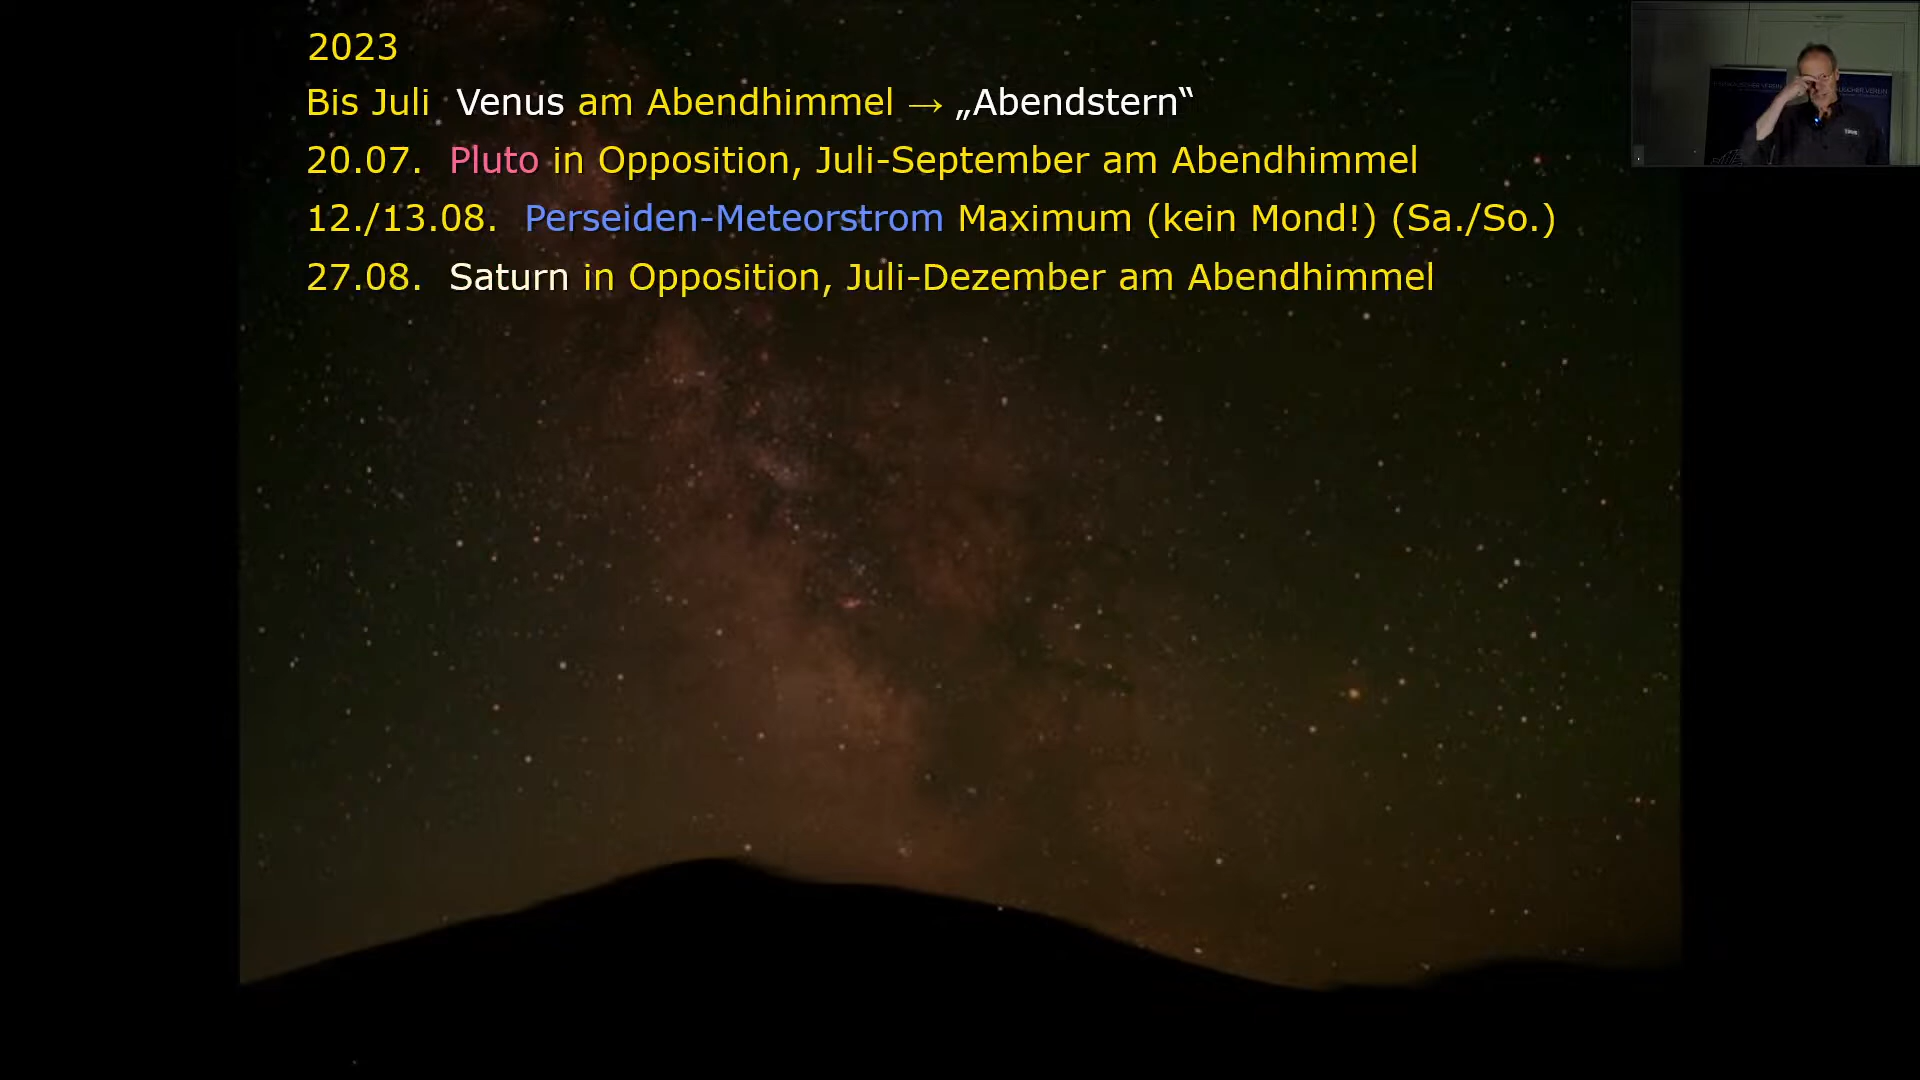 2023
Bis Juli Venus am Abendhimmel → „Abendstern“
20.07. Pluto in Opposition, Juli-September am Abendhimmel
12./13.08. Perseiden-Meteorstrom Maximum (kein Mond!) (Sa./So.)
27.08. Saturn in Opposition, Juli-Dezember am Abendhimmel